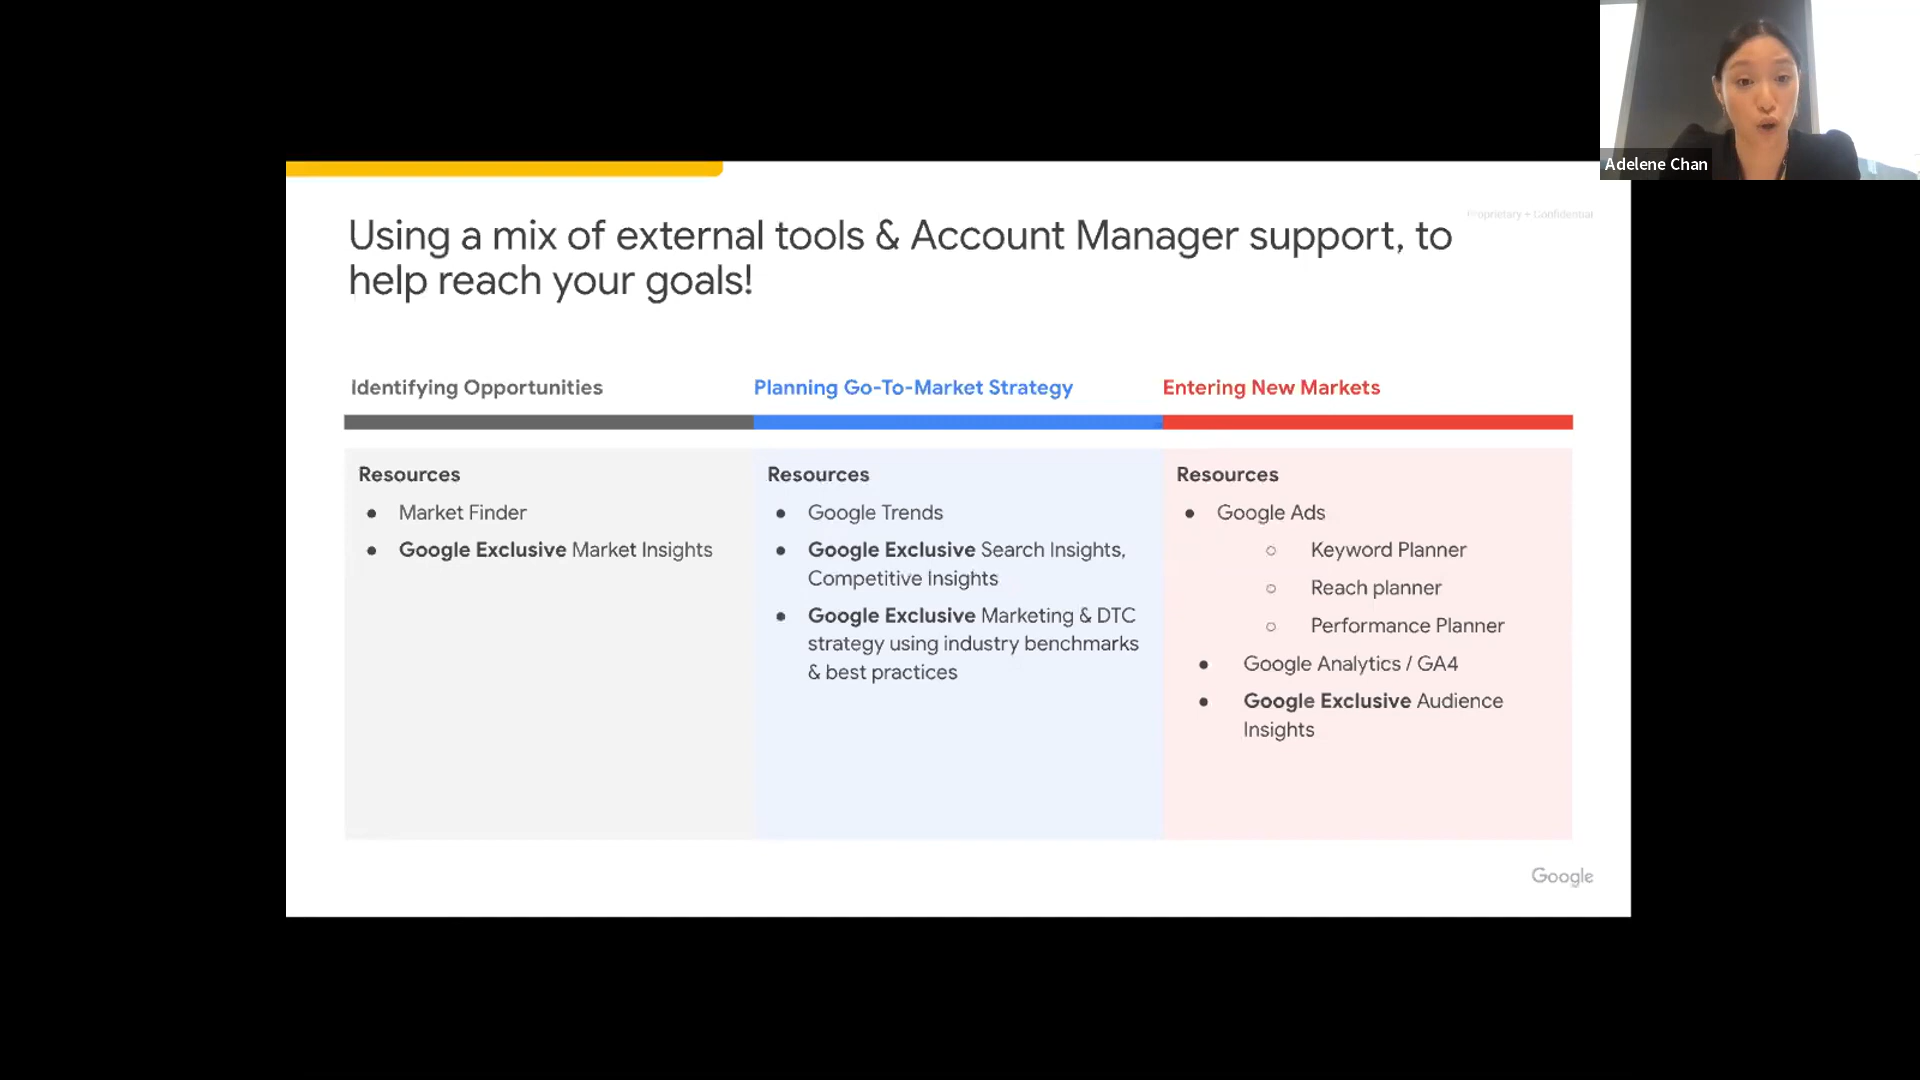 Adelene Chan
Proprietary + Confidential
Using a mix of external tools & Account Manager support, to
help reach your goals!
Identifying Opportunities
Planning Go-To-Market Strategy
Entering New Markets
Resources
● Market Finder
● Google Exclusive Market Insights
Resources
● Google Trends
● Google Exclusive Search Insights,
Competitive Insights
● Google Exclusive Marketing & DTC
strategy using industry benchmarks
& best practices
Resources
● Google Ads
○ Keyword Planner
○ Reach planner
○ Performance Planner
● Google Analytics / GA4
● Google Exclusive Audience
Insights
Google